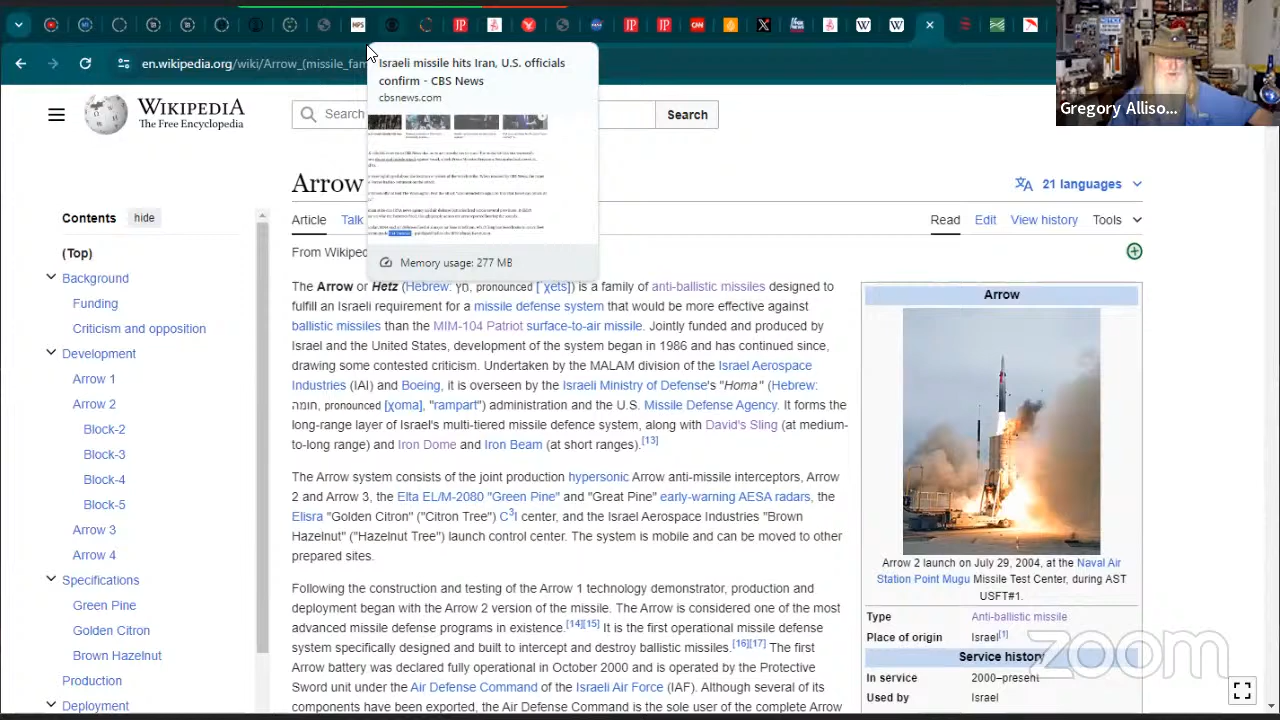 MPS
JP
JP
JP
CNN
en.wikipedia.org/wiki/Arrow_(missile_fam
Israeli missile hits Iran, U.S. officials
confirm - CBS News
cbsnews.com
Memory usage: 277 MB
Gregory Alliso...
WIKIPEDIA
The Free Encyclopedia
Search
Search
Arrow
21 languages
Article Talk
Read Edit View history Tools
From Wikiped
Contents hide
(Top)
Background
Funding
Criticism and opposition
Development
Arrow 1
Arrow 2
Block-2
Block-3
Block-4
Block-5
Arrow 3
Arrow 4
Specifications
Green Pine
Golden Citron
Brown Hazelnut
Production
Deployment
The Arrow or Hetz (Hebrew: חֵץ, pronounced [ˈχets]) is a family of anti-ballistic missiles designed to
fulfill an Israeli requirement for a missile defense system that would be more effective against
ballistic missiles than the MIM-104 Patriot surface-to-air missile. Jointly funded and produced by
Israel and the United States, development of the system began in 1986 and has continued since,
drawing some contested criticism. Undertaken by the MALAM division of the Israel Aerospace
Industries (IAI) and Boeing, it is overseen by the Israeli Ministry of Defense's "Homa" (Hebrew:
חומה, pronounced [χoma], "rampart") administration and the U.S. Missile Defense Agency. It forms the
long-range layer of Israel's multi-tiered missile defence system, along with David's Sling (at medium-
to-long range) and Iron Dome and Iron Beam (at short ranges).[13]
The Arrow system consists of the joint production hypersonic Arrow anti-missile interceptors, Arrow
2 and Arrow 3, the Elta EL/M-2080 "Green Pine" and "Great Pine" early-warning AESA radars, the
Elisra "Golden Citron" ("Citron Tree") C3I center, and the Israel Aerospace Industries "Brown
Hazelnut" ("Hazelnut Tree") launch control center. The system is mobile and can be moved to other
prepared sites.
Following the construction and testing of the Arrow 1 technology demonstrator, production and
deployment began with the Arrow 2 version of the missile. The Arrow is considered one of the most
advanced missile defense programs in existence.[14][15] It is the first operational missile defense
system specifically designed and built to intercept and destroy ballistic missiles.[16][17] The first
Arrow battery was declared fully operational in October 2000 and is operated by the Protective
Sword unit under the Air Defense Command of the Israeli Air Force (IAF). Although several of its
components have been exported, the Air Defense Command is the sole user of the complete Arrow
Arrow
Arrow 2 launch on July 29, 2004, at the Naval Air
Station Point Mugu Missile Test Center, during AST
USFT#1.
Type Anti-ballistic missile
Place of origin Israel[1]
Service history
In service 2000–present
Used by Israel
zoom